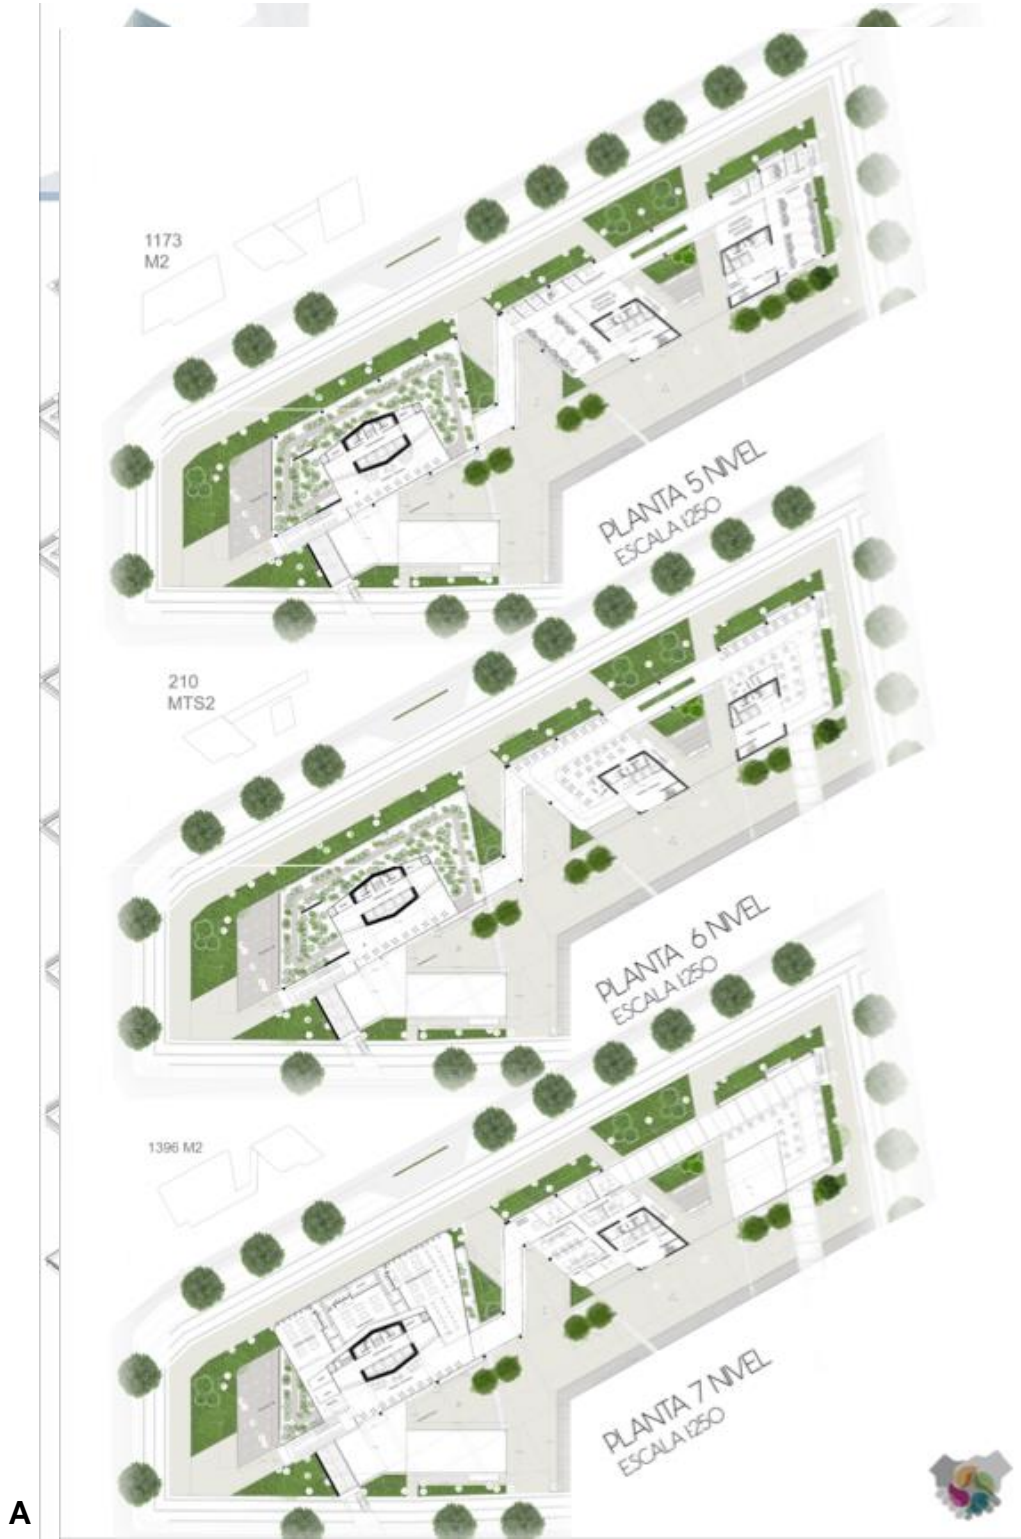 1173
M2
PLANTA 5 NIVEL
ESCALA 1:250
210
MTS2
PLANTA 6 NIVEL
ESCALA 1:250
1396 M2
PLANTA 7 NIVEL
ESCALA 1:250
A